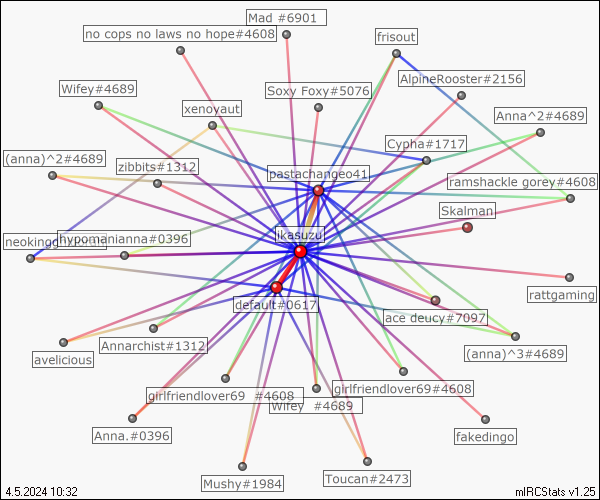 Mad #6901
no cops no laws no hope#4608
frisout
AlpineRooster#2156
Wifey#4689
Soxy Foxy#5076
xenovaut
Anna^2#4689
Cypha#1717
(anna)^2#4689
zibbits#1312
pastachangeo41
ramshackle gorey#4608
Skalman
ikasuzu
hypomanianna#0396
rattgaming
default#0617
ace deucy#7097
Annarchist#1312
avelicious
(anna)^3#4689
girlfriendlover69 #4608
girlfriendlover69#4608
Wifey #4689
Anna.#0396
fakedingo
Mushy#1984
Toucan#2473
4.5.2024 10:32
mIRCStats v1.25